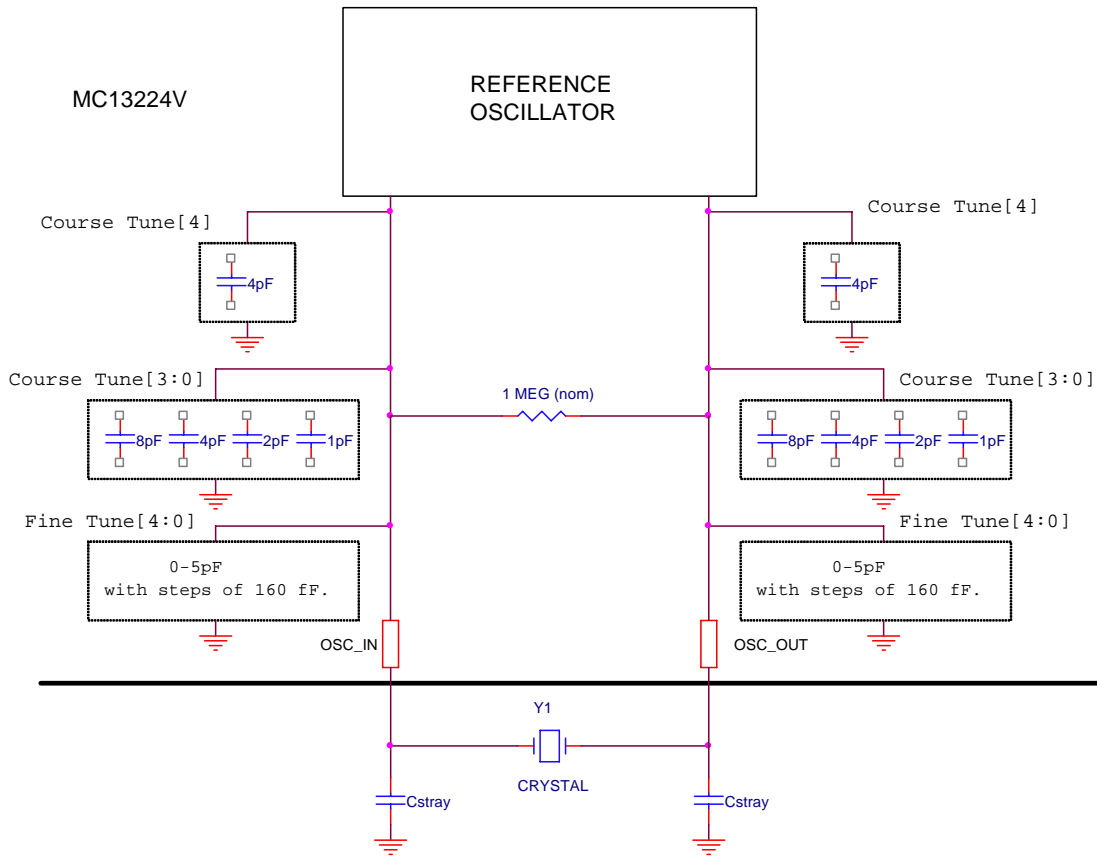 MC13224V
REFERENCE
OSCILLATOR
Course Tune[4]
Course Tune[4]
4pF
4pF
Course Tune[3:0]
Course Tune[3:0]
1 MEG (nom)
8pF
4pF
2pF
1pF
8pF
4pF
2pF
1pF
Fine Tune[4:0]
Fine Tune[4:0]
0-5pF
with steps of 160 fF.
0-5pF
with steps of 160 fF.
OSC_IN
OSC_OUT
Y1
CRYSTAL
Cstray
Cstray